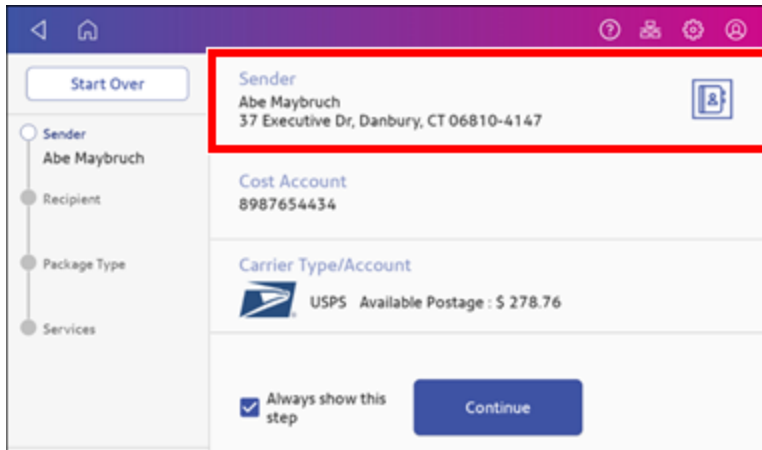 Start Over
Sender
Abe Maybruch
Recipient
Package Type
Services
Sender
Abe Maybruch
37 Executive Dr, Danbury, CT 06810-4147
Cost Account
8987654434
Carrier Type/Account
USPS Available Postage : $ 278.76
Always show this
step
Continue